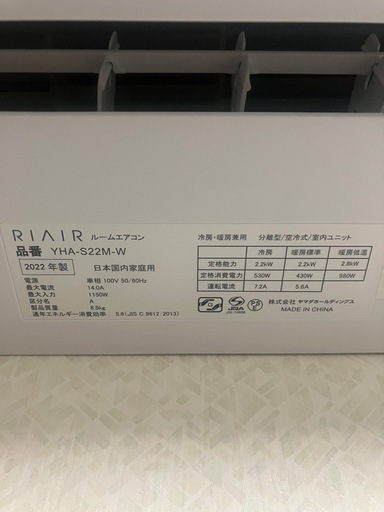 RIAIR ルームエアコン
品番 YHA-S22M-W
2022 年製 日本国内家庭用
電源 単相 100V 50/60Hz
最大電流 14.0A
最大入力 1150W
区分名 A
製品質量 8.5kg
通年エネルギー消費効率 5.8 (JIS C 9612:2013)
冷房・暖房兼用 分離型/空冷式/室内ユニット
冷房 暖房標準 暖房低温
定格能力 2.2kW 2.2kW 2.8kW
定格消費電力 530W 430W 980W
運転電流 7.2A 5.6A
JQA
PSE
株式会社 ヤマダホールディングス
MADE IN CHINA